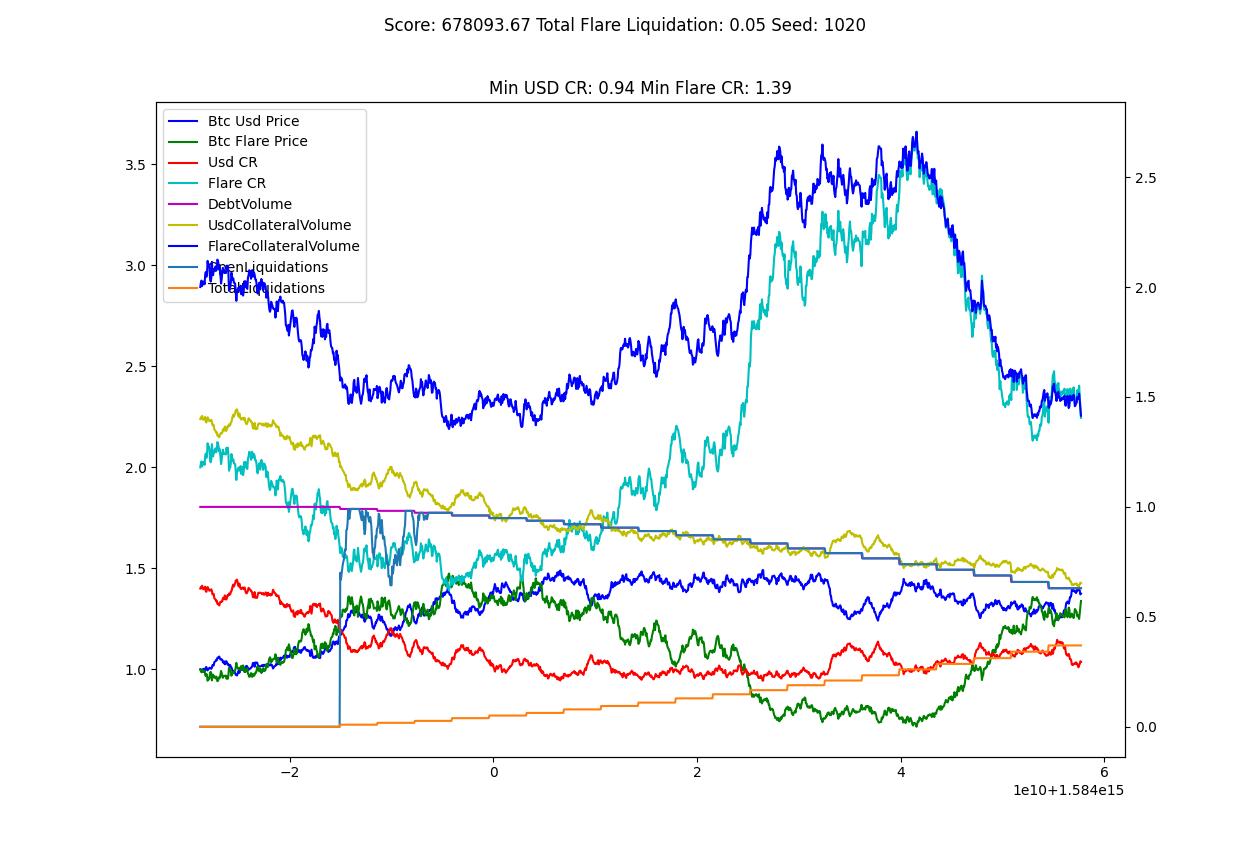 Score: 678093.67 Total Flare Liquidation: 0.05 Seed: 1020
Min USD CR: 0.94 Min Flare CR: 1.39
Btc Usd Price
Btc Flare Price
Usd CR
Flare CR
DebtVolume
UsdCollateralVolume
FlareCollateralVolume
OpenLiquidations
TotalLiquidations
3.5
3.0
2.5
2.0
1.5
1.0
2.5
2.0
1.5
1.0
0.5
0.0
−2
0
2
4
6
1e10+1.584e15